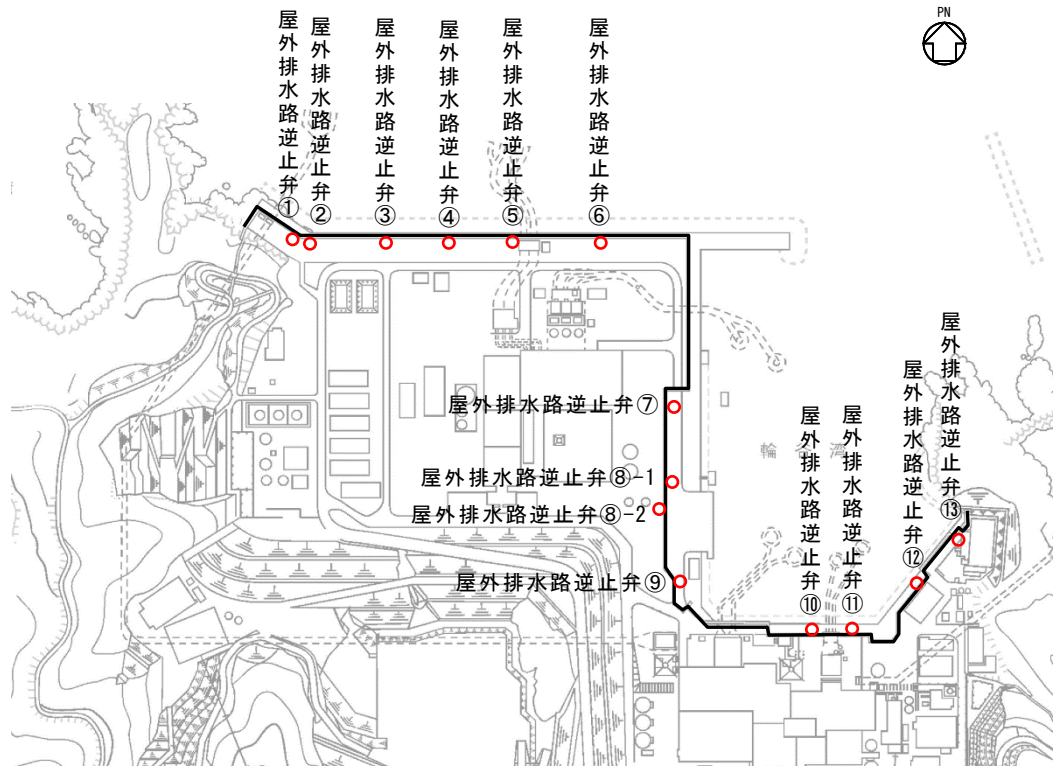 PN
屋外排水路逆止弁①
屋外排水路逆止弁②
屋外排水路逆止弁③
屋外排水路逆止弁④
屋外排水路逆止弁⑤
屋外排水路逆止弁⑥
屋外排水路逆止弁⑦
屋外排水路逆止弁⑧-1
屋外排水路逆止弁⑧-2
屋外排水路逆止弁⑨
屋外排水路逆止弁⑩
屋外排水路逆止弁⑪
屋外排水路逆止弁⑫
屋外排水路逆止弁⑬
輪谷湾